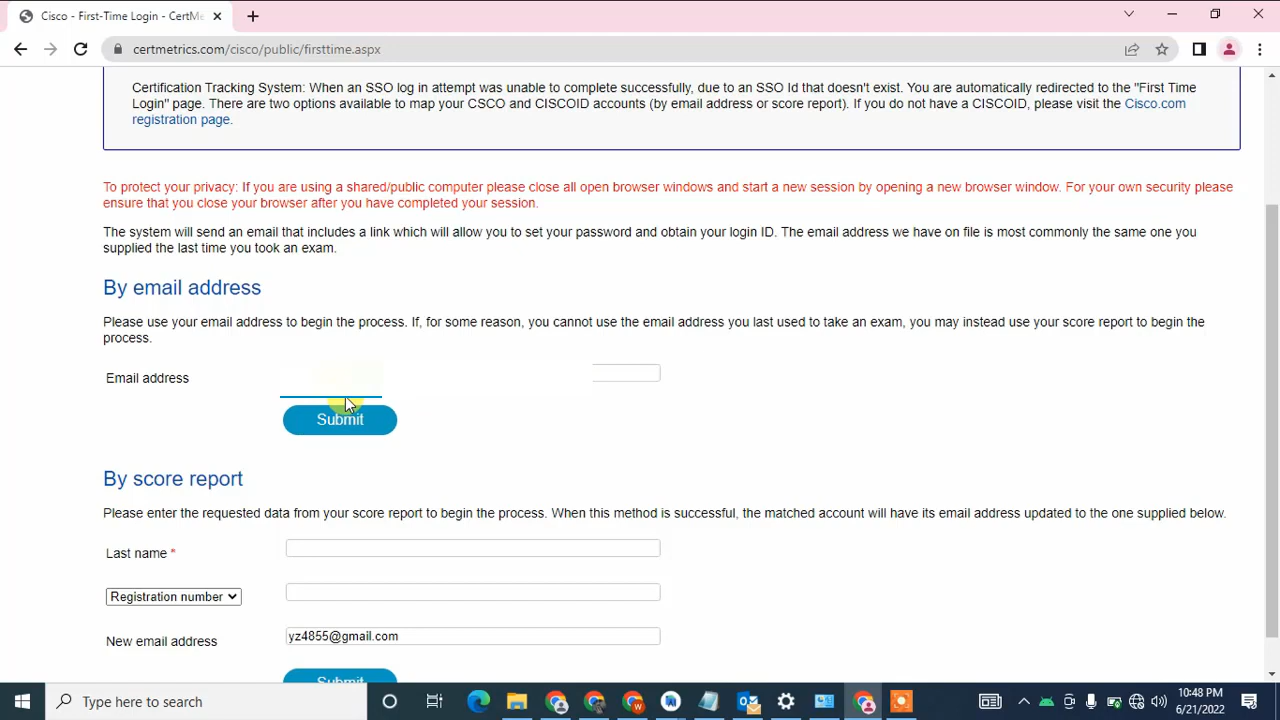 Cisco - First-Time Login - CertMe
certmetrics.com/cisco/public/firsttime.aspx
Certification Tracking System: When an SSO log in attempt was unable to complete successfully, due to an SSO Id that doesn't exist. You are automatically redirected to the "First Time
Login" page. There are two options available to map your CSCO and CISCOID accounts (by email address or score report). If you do not have a CISCOID, please visit the Cisco.com
registration page.
To protect your privacy: If you are using a shared/public computer please close all open browser windows and start a new session by opening a new browser window. For your own security please
ensure that you close your browser after you have completed your session.
The system will send an email that includes a link which will allow you to set your password and obtain your login ID. The email address we have on file is most commonly the same one you
supplied the last time you took an exam.
By email address
Please use your email address to begin the process. If, for some reason, you cannot use the email address you last used to take an exam, you may instead use your score report to begin the
process.
Email address
Submit
By score report
Please enter the requested data from your score report to begin the process. When this method is successful, the matched account will have its email address updated to the one supplied below.
Last name *
Registration number
New email address yz4855@gmail.com
Submit
Type here to search
10:48 PM
6/21/2022